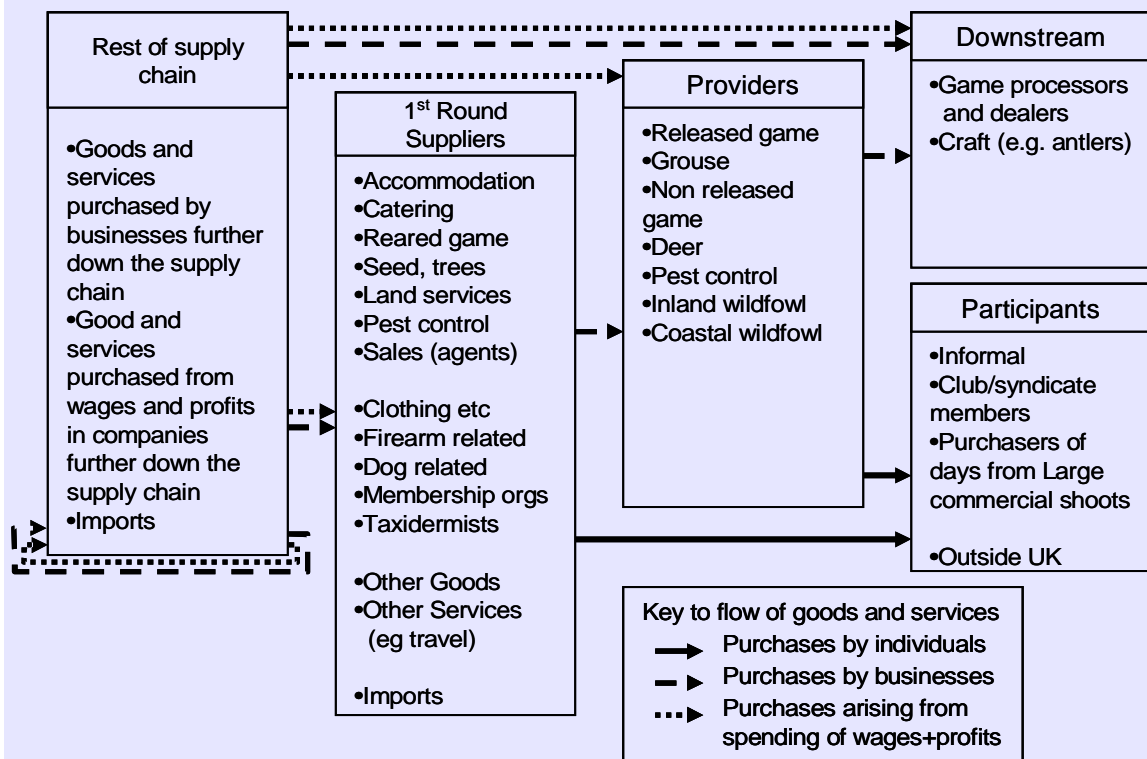 Rest of supply
chain
•Goods and
services
purchased by
businesses further
down the supply
chain
•Good and
services
purchased from
wages and profits
in companies
further down the
supply chain
•Imports
1st Round
Suppliers
•Accommodation
•Catering
•Reared game
•Seed, trees
•Land services
•Pest control
•Sales (agents)
•Clothing etc
•Firearm related
•Dog related
•Membership orgs
•Taxidermists
•Other Goods
•Other Services
(eg travel)
•Imports
Providers
•Released game
•Grouse
•Non released
game
•Deer
•Pest control
•Inland wildfowl
•Coastal wildfowl
Downstream
•Game processors
and dealers
•Craft (e.g. antlers)
Participants
•Informal
•Club/syndicate
members
•Purchasers of
days from Large
commercial shoots
•Outside UK
Key to flow of goods and services
Purchases by individuals
Purchases by businesses
Purchases arising from
spending of wages+profits